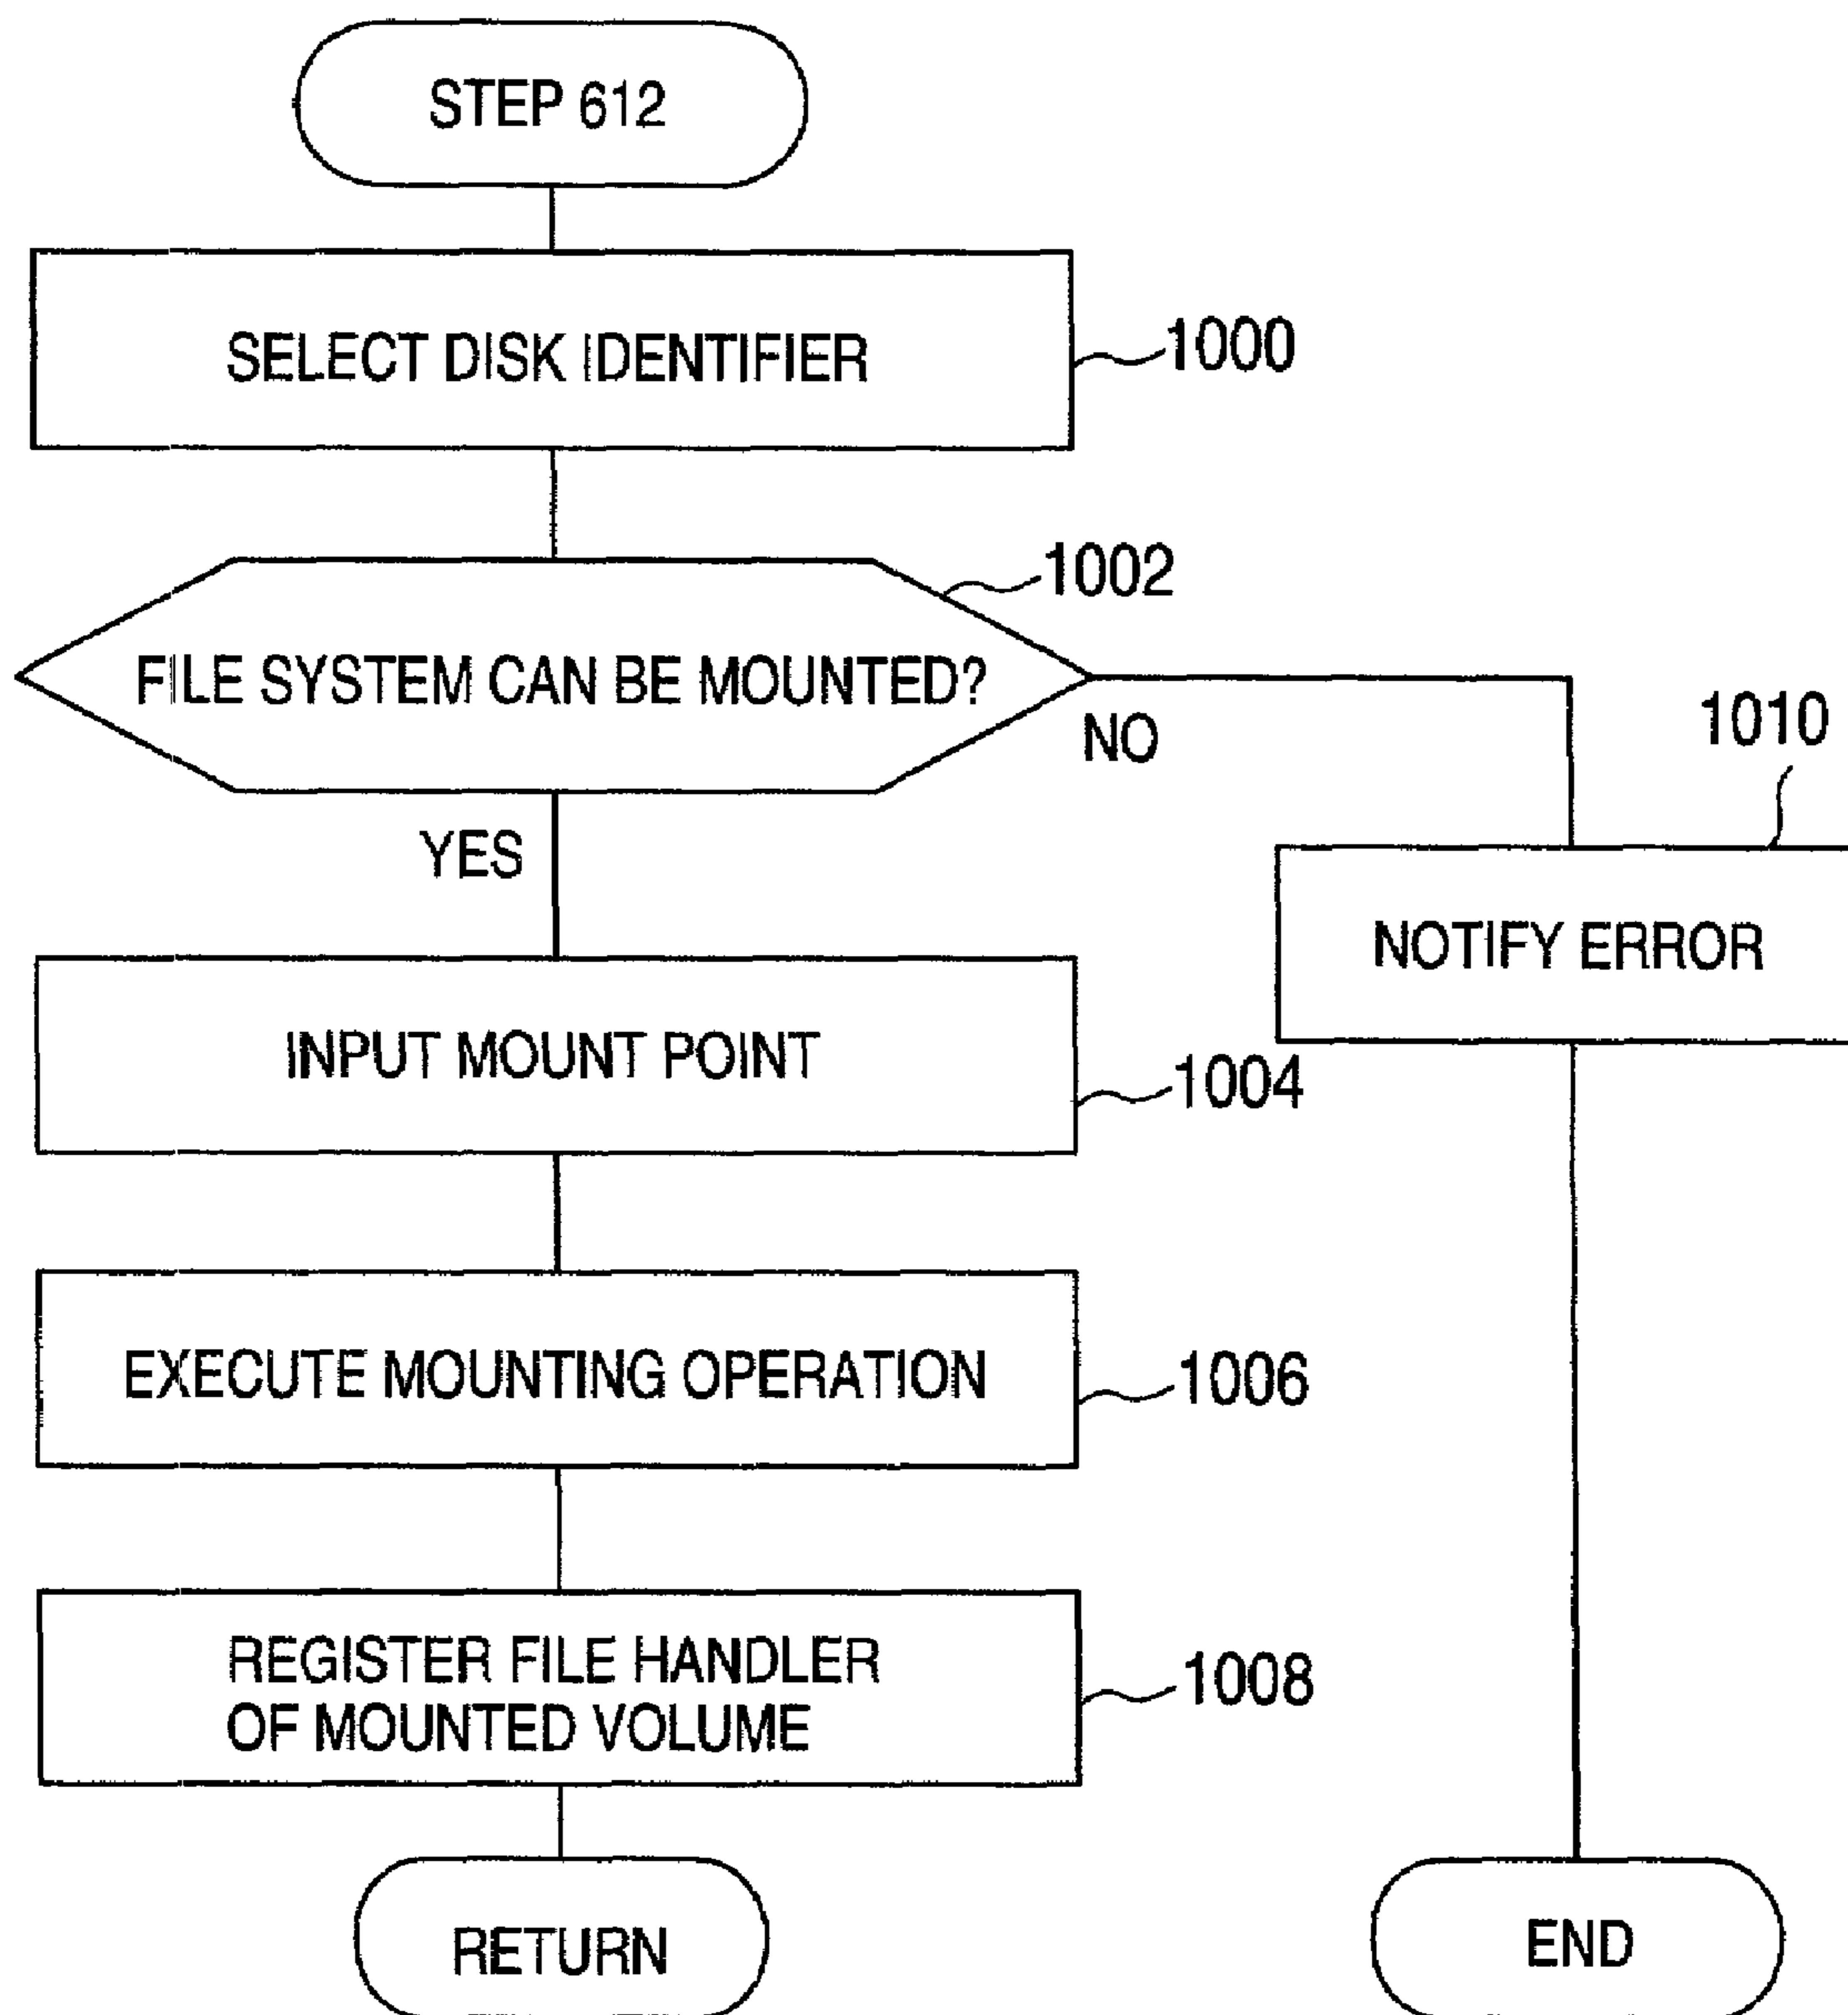 STEP 612
SELECT DISK IDENTIFIER
1000
FILE SYSTEM CAN BE MOUNTED?
1002
NO
YES
1010
NOTIFY ERROR
INPUT MOUNT POINT
1004
EXECUTE MOUNTING OPERATION
1006
REGISTER FILE HANDLER
OF MOUNTED VOLUME
1008
RETURN
END